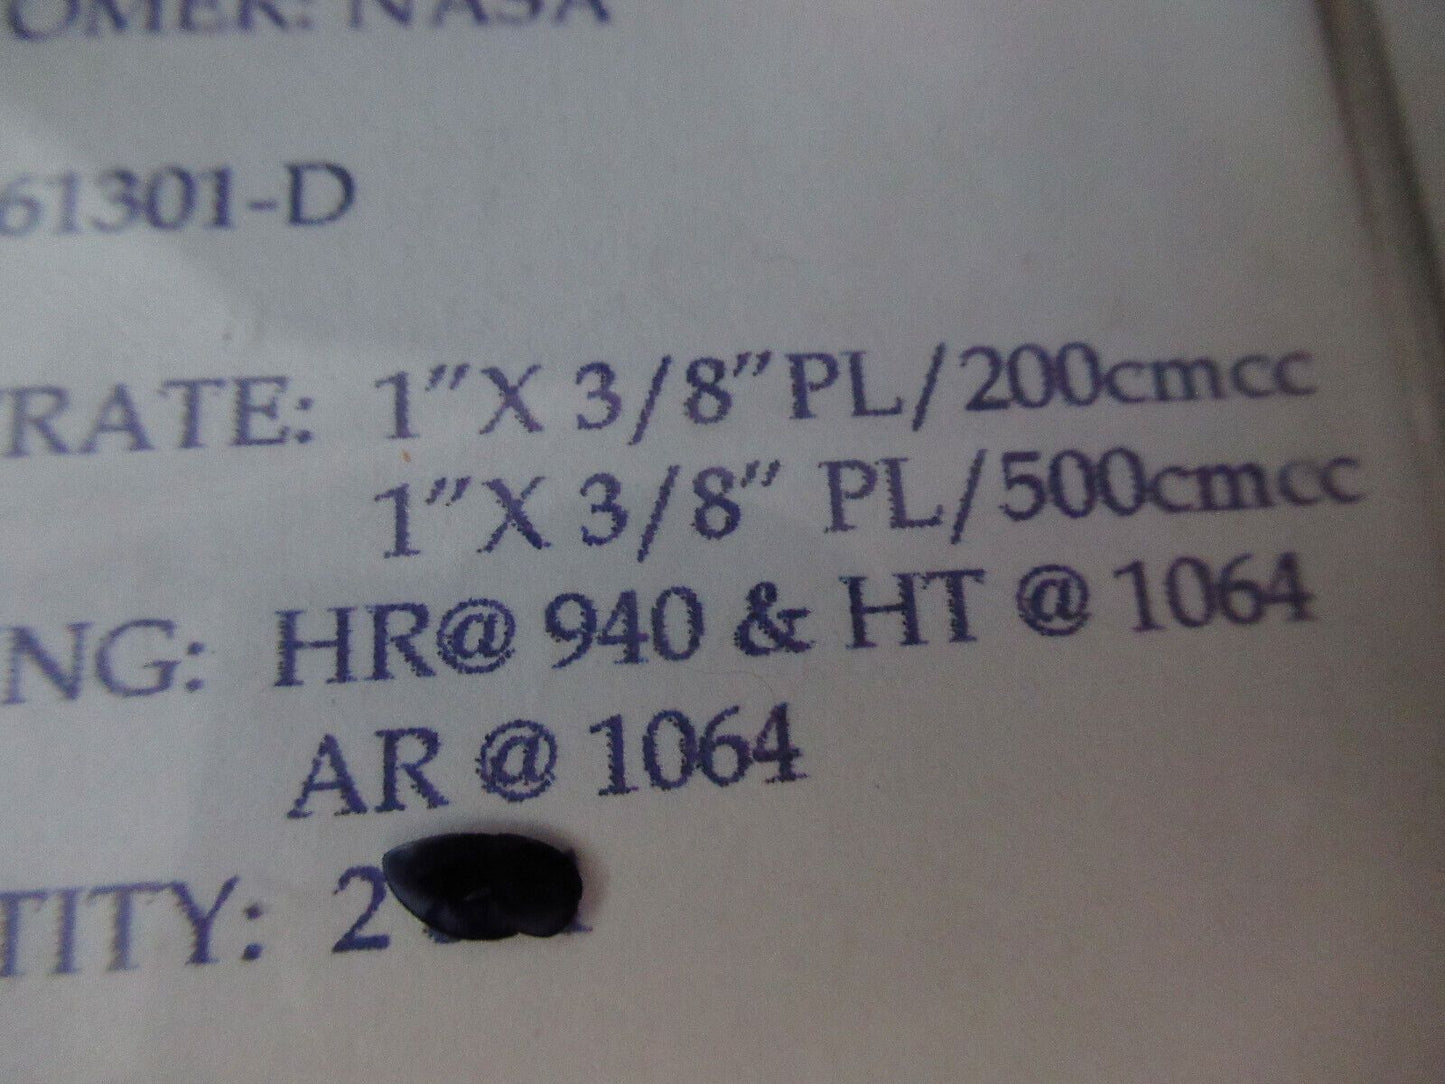 OMER: NASA
61301-D
RATE: 1"X 3/8"PL/200cmcc
1"X 3/8" PL/500cmcc
NG: HR@ 940 & HT @ 1064
AR @ 1064
TITY: 2